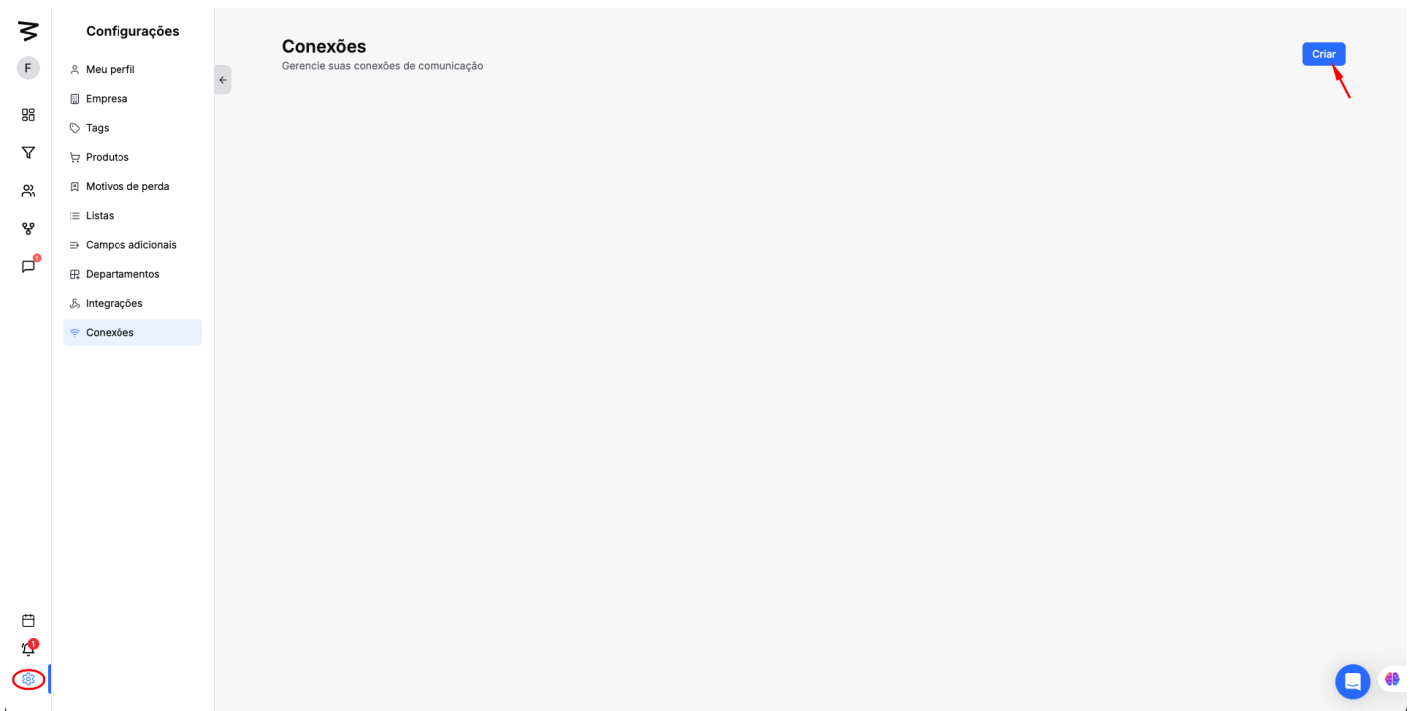 Configurações
F
Meu perfil
Empresa
Tags
Produtos
Motivos de perda
Listas
Campos adicionais
Departamentos
Integrações
Conexões
1
1
Conexões
Gerencie suas conexões de comunicação
Criar